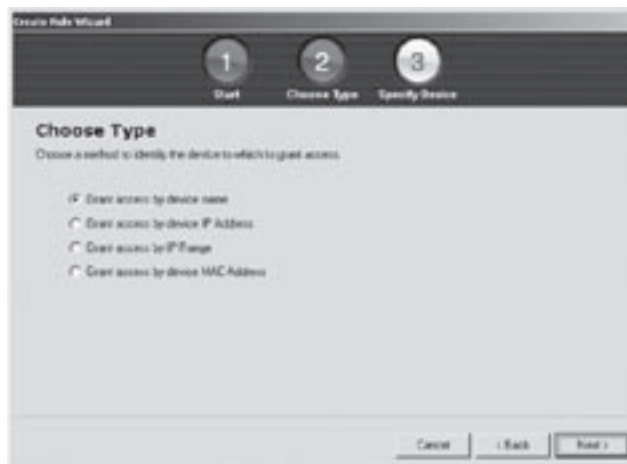 Create Rule Wizard
1
2
3
Start
Choose Type
Specify Device
Choose Type
Choose a method to identify the device to which to grant access.
Grant access by device name
Grant access by device IP Address
Grant access by IP Range
Grant access by device MAC Address
Cancel
< Back
Next >